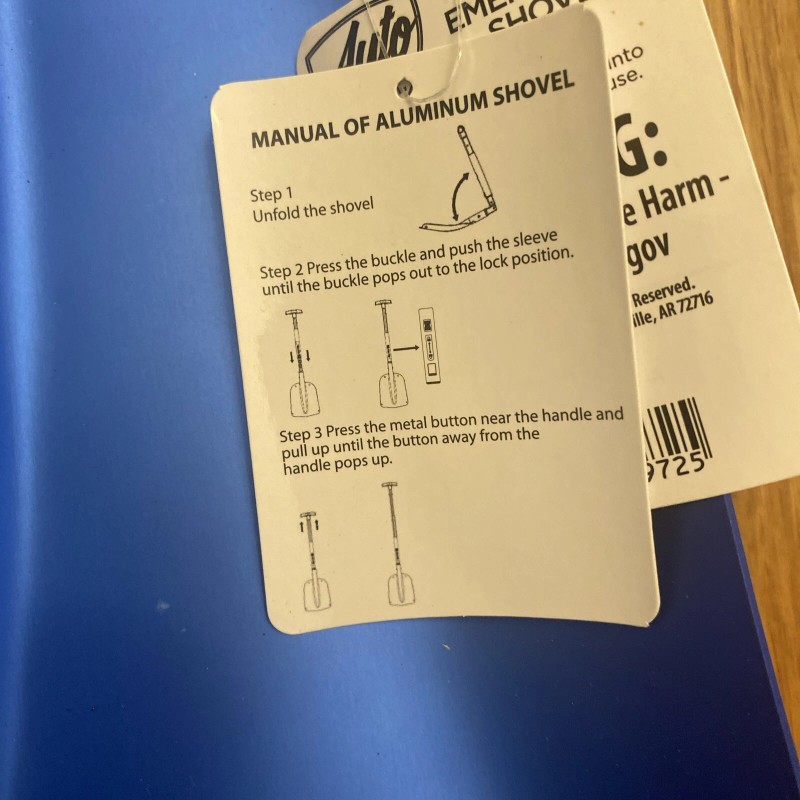 Auto
SHOV
into
use.
G:
e Harm -
gov
Reserved.
ille, AR 72716
9725
MANUAL OF ALUMINUM SHOVEL
Step 1
Unfold the shovel
Step 2 Press the buckle and push the sleeve
until the buckle pops out to the lock position.
Step 3 Press the metal button near the handle and
pull up until the button away from the
handle pops up.